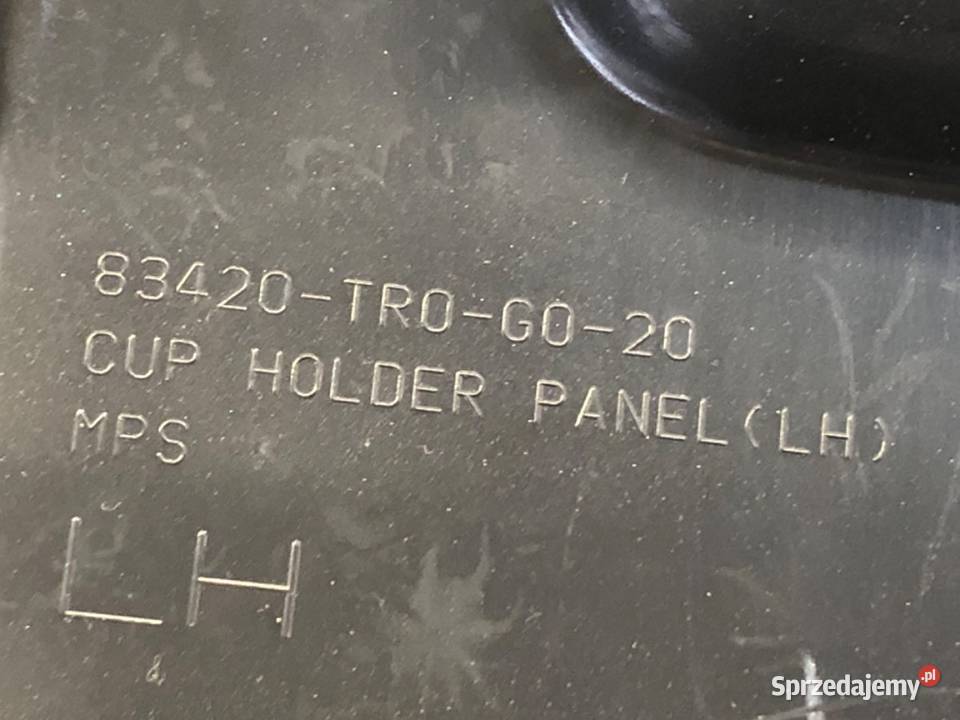 83420-TR0-G0-20
CUP HOLDER PANEL(LH)
MPS
LH
&
Sprzedajemy.pl